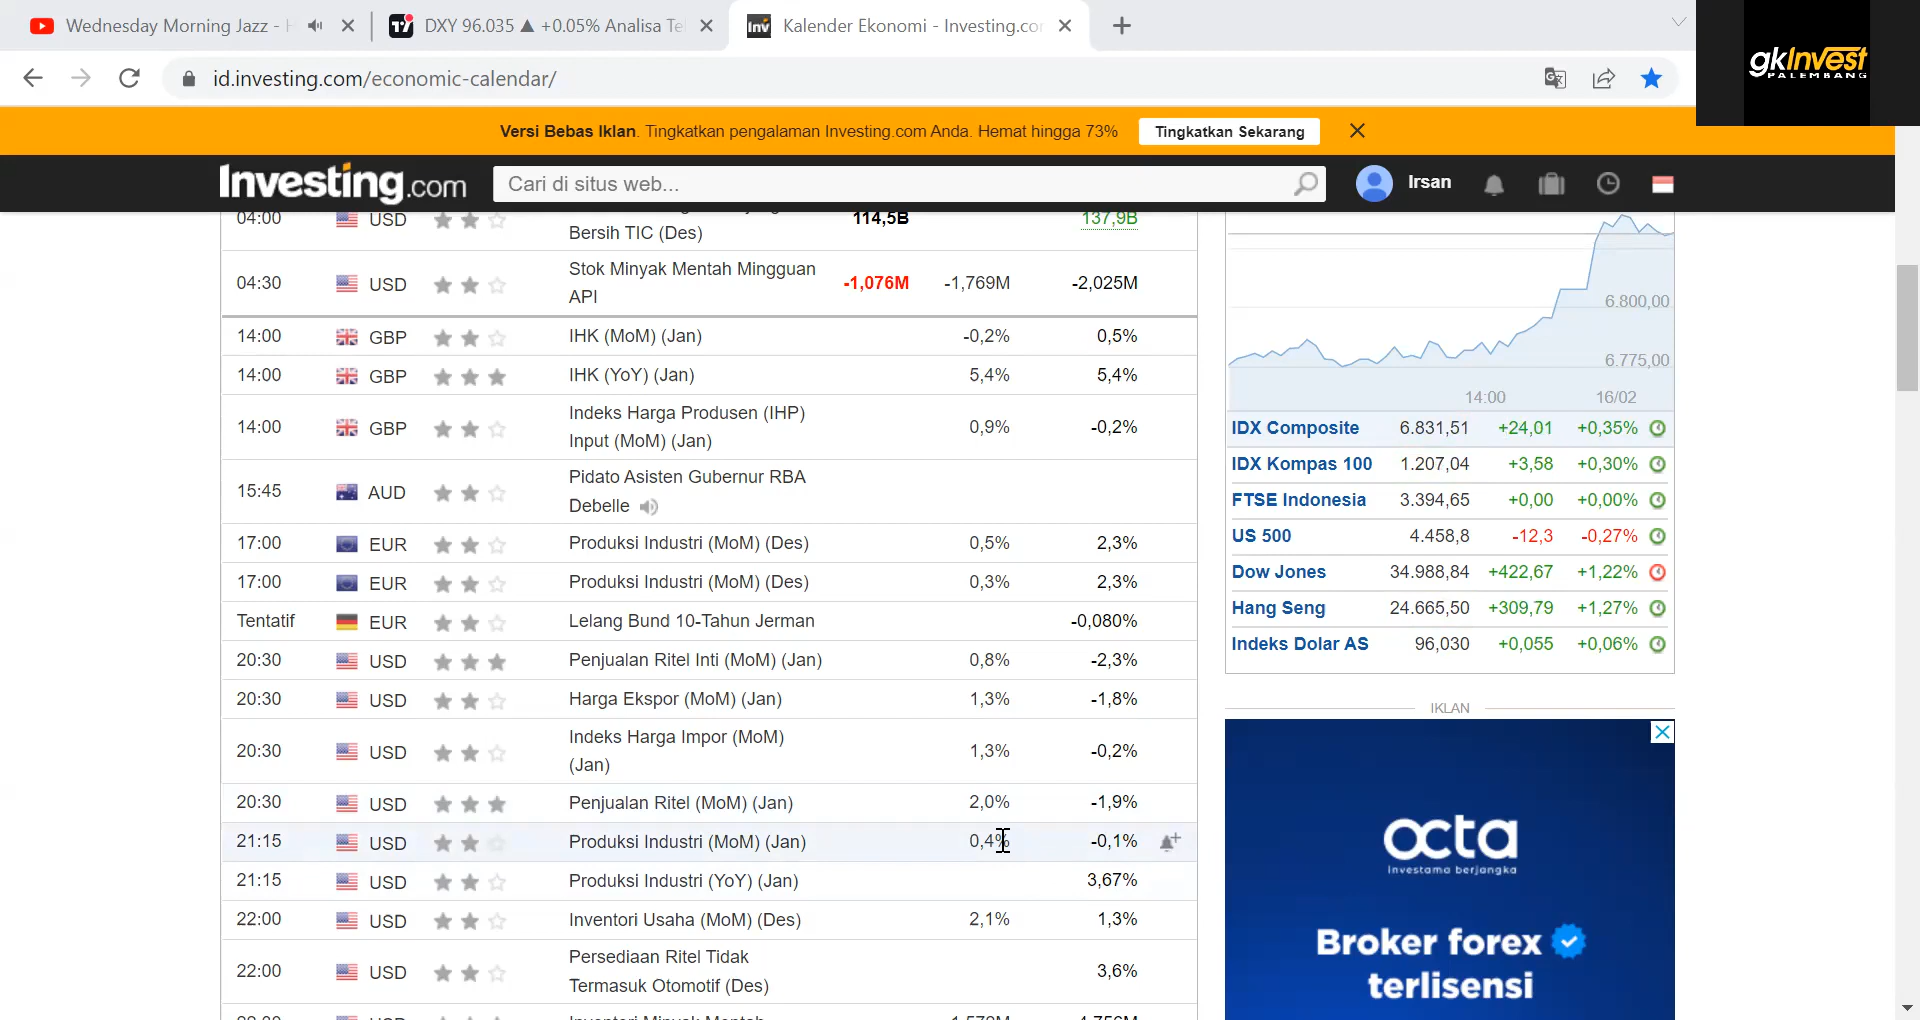 Wednesday Morning Jazz - H
DXY 96.035 ▲ +0.05% Analisa Te
Inv
Kalender Ekonomi - Investing.com
gkInvest
PALEMBANG
id.investing.com/economic-calendar/
Versi Bebas Iklan. Tingkatkan pengalaman Investing.com Anda. Hemat hingga 73%
Tingkatkan Sekarang
Investing.com
Cari di situs web...
Irsan
04:00 USD Bersih TIC (Des) 114,5B 137,9B
04:30 USD Stok Minyak Mentah Mingguan -1,076M -1,769M -2,025M
API
14:00 GBP IHK (MoM) (Jan) -0,2% 0,5%
14:00 GBP IHK (YoY) (Jan) 5,4% 5,4%
14:00 GBP Indeks Harga Produsen (IHP) 0,9% -0,2%
Input (MoM) (Jan)
15:45 AUD Pidato Asisten Gubernur RBA
Debelle
17:00 EUR Produksi Industri (MoM) (Des) 0,5% 2,3%
17:00 EUR Produksi Industri (MoM) (Des) 0,3% 2,3%
Tentatif EUR Lelang Bund 10-Tahun Jerman -0,080%
20:30 USD Penjualan Ritel Inti (MoM) (Jan) 0,8% -2,3%
20:30 USD Harga Ekspor (MoM) (Jan) 1,3% -1,8%
20:30 USD Indeks Harga Impor (MoM) 1,3% -0,2%
(Jan)
20:30 USD Penjualan Ritel (MoM) (Jan) 2,0% -1,9%
21:15 USD Produksi Industri (MoM) (Jan) 0,4% -0,1%
21:15 USD Produksi Industri (YoY) (Jan) 3,67%
22:00 USD Inventori Usaha (MoM) (Des) 2,1% 1,3%
22:00 USD Persediaan Ritel Tidak 3,6%
Termasuk Otomotif (Des)
6.800,00
6.775,00
14:00 16/02
IDX Composite 6.831,51 +24,01 +0,35%
IDX Kompas 100 1.207,04 +3,58 +0,30%
FTSE Indonesia 3.394,65 +0,00 +0,00%
US 500 4.458,8 -12,3 -0,27%
Dow Jones 34.988,84 +422,67 +1,22%
Hang Seng 24.665,50 +309,79 +1,27%
Indeks Dolar AS 96,030 +0,055 +0,06%
IKLAN
octa
investama berjangka
Broker forex
terlisensi